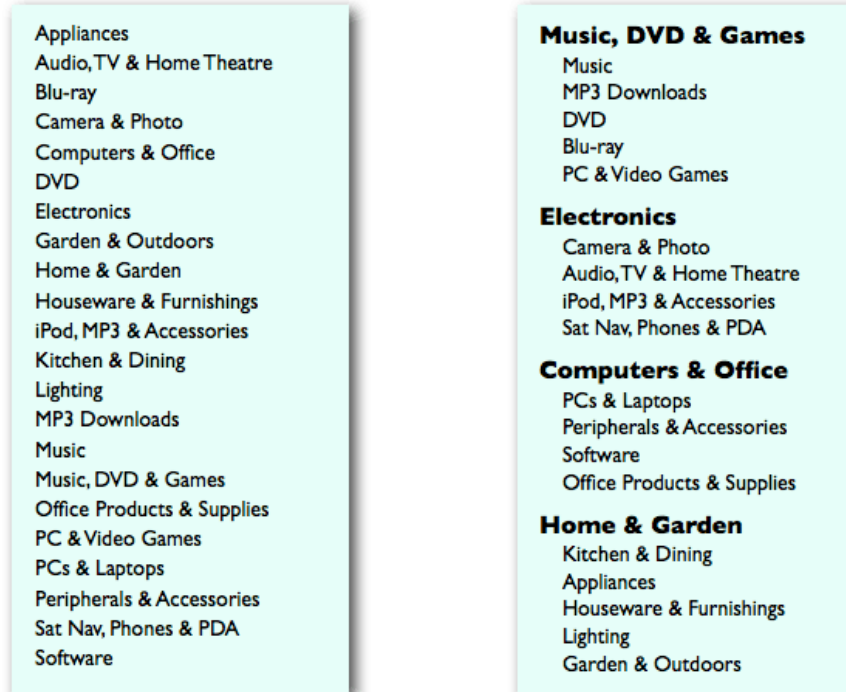 Appliances
Audio, TV & Home Theatre
Blu-ray
Camera & Photo
Computers & Office
DVD
Electronics
Garden & Outdoors
Home & Garden
Houseware & Furnishings
iPod, MP3 & Accessories
Kitchen & Dining
Lighting
MP3 Downloads
Music
Music, DVD & Games
Office Products & Supplies
PC & Video Games
PCs & Laptops
Peripherals & Accessories
Sat Nav, Phones & PDA
Software
Music, DVD & Games
Music
MP3 Downloads
DVD
Blu-ray
PC & Video Games
Electronics
Camera & Photo
Audio, TV & Home Theatre
iPod, MP3 & Accessories
Sat Nav, Phones & PDA
Computers & Office
PCs & Laptops
Peripherals & Accessories
Software
Office Products & Supplies
Home & Garden
Kitchen & Dining
Appliances
Houseware & Furnishings
Lighting
Garden & Outdoors